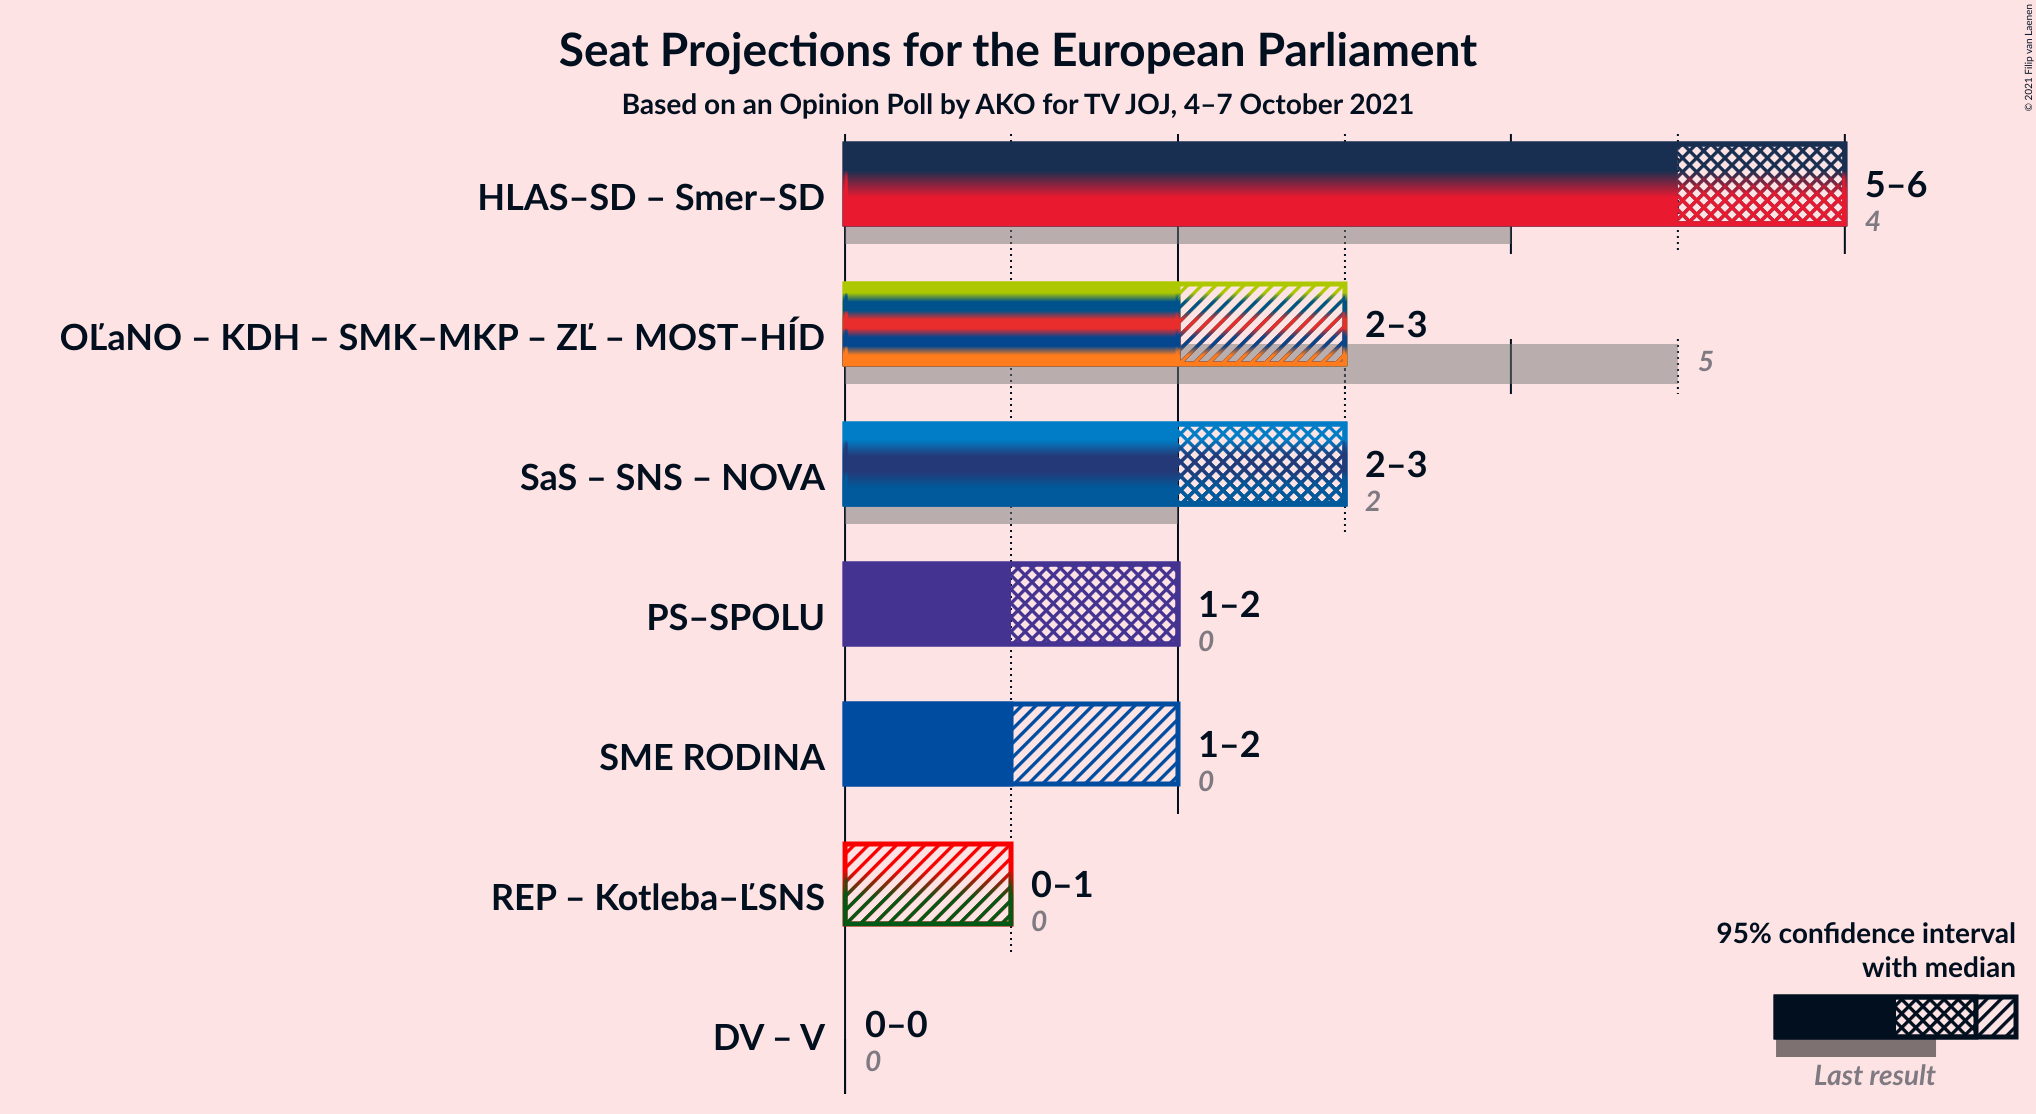 Seat Projections for the European Parliament
Based on an Opinion Poll by AKO for TV JOJ, 4–7 October 2021
© 2021 Filip van Laenen
HLAS–SD – Smer–SD
5–6
4
OĽaNO – KDH – SMK–MKP – ZĽ – MOST–HÍD
2–3
5
SaS – SNS – NOVA
2–3
2
PS–SPOLU
1–2
0
SME RODINA
1–2
0
REP – Kotleba–ĽSNS
0–1
0
DV – V
0–0
0
95% confidence interval
with median
Last result